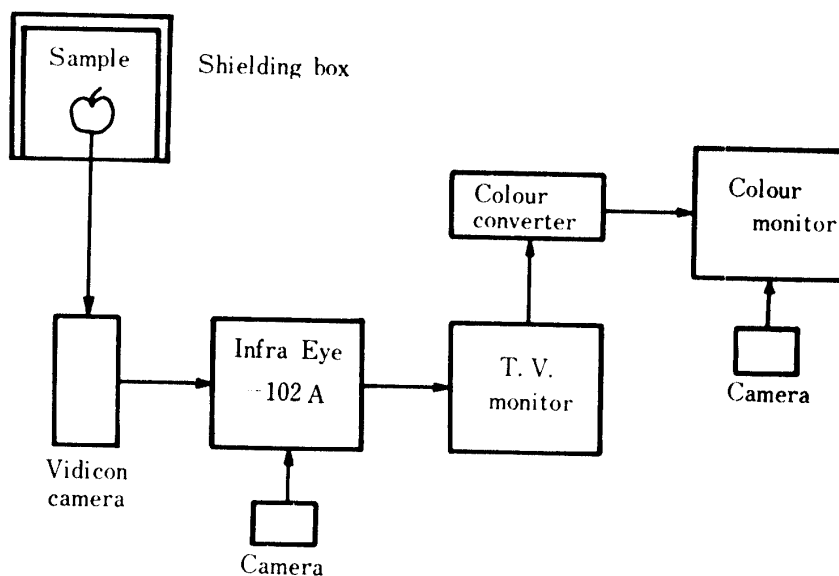 Sample
Shielding box
Colour
converter
Colour
monitor
Infra Eye
-102 A
T. V.
monitor
Camera
Vidicon
camera
Camera